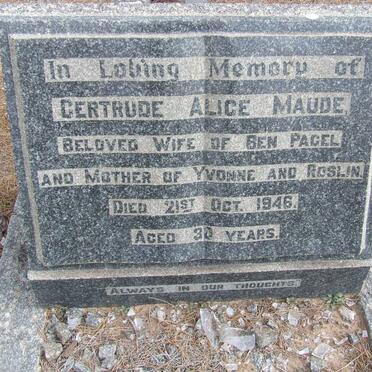 In Loving Memory of
GERTRUDE ALICE MAUDE,
BELOVED WIFE OF BEN PAGEL
AND MOTHER OF YVONNE AND ROSLIN.
DIED 21ST OCT. 1946.
AGED 30 YEARS.
ALWAYS IN OUR THOUGHTS.